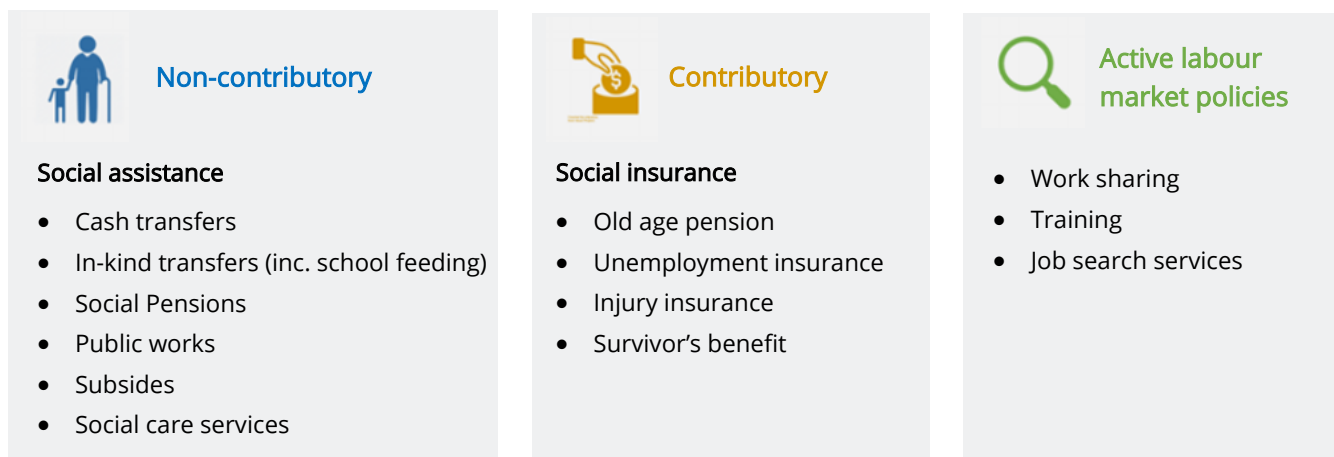 Non-contributory
Social assistance
• Cash transfers
• In-kind transfers (inc. school feeding)
• Social Pensions
• Public works
• Subsides
• Social care services
Contributory
Social insurance
• Old age pension
• Unemployment insurance
• Injury insurance
• Survivor’s benefit
Active labour
market policies
• Work sharing
• Training
• Job search services